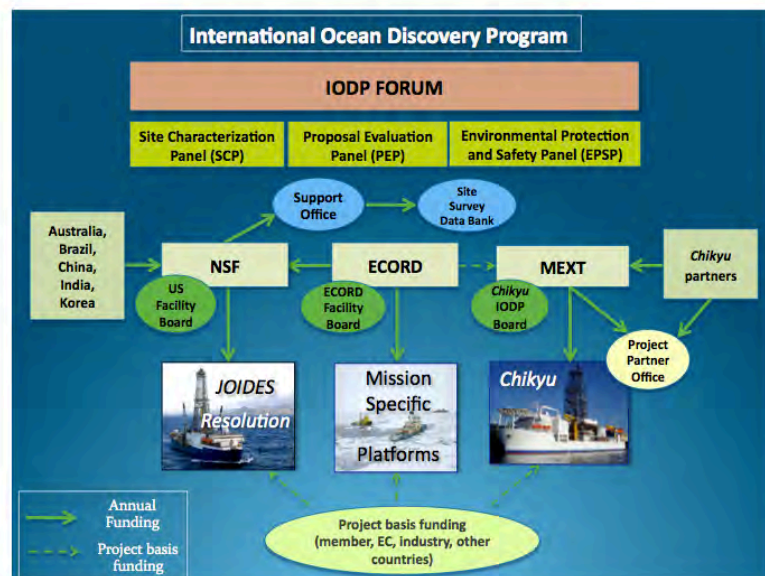 International Ocean Discovery Program
IODP FORUM
Site Characterization
Panel (SCP)
Proposal Evaluation
Panel (PEP)
Environmental Protection
and Safety Panel (EPSP)
Support
Office
Site
Survey
Data Bank
Australia,
Brazil,
China,
India,
Korea
NSF
ECORD
MEXT
Chikyu
partners
US
Facility
Board
ECORD
Facility
Board
Chikyu
IODP
Board
Project
Partner
Office
JOIDES
Resolution
Mission
Specific
Platforms
Chikyu
Annual
Funding
Project basis
funding
Project basis funding
(member, EC, industry, other
countries)